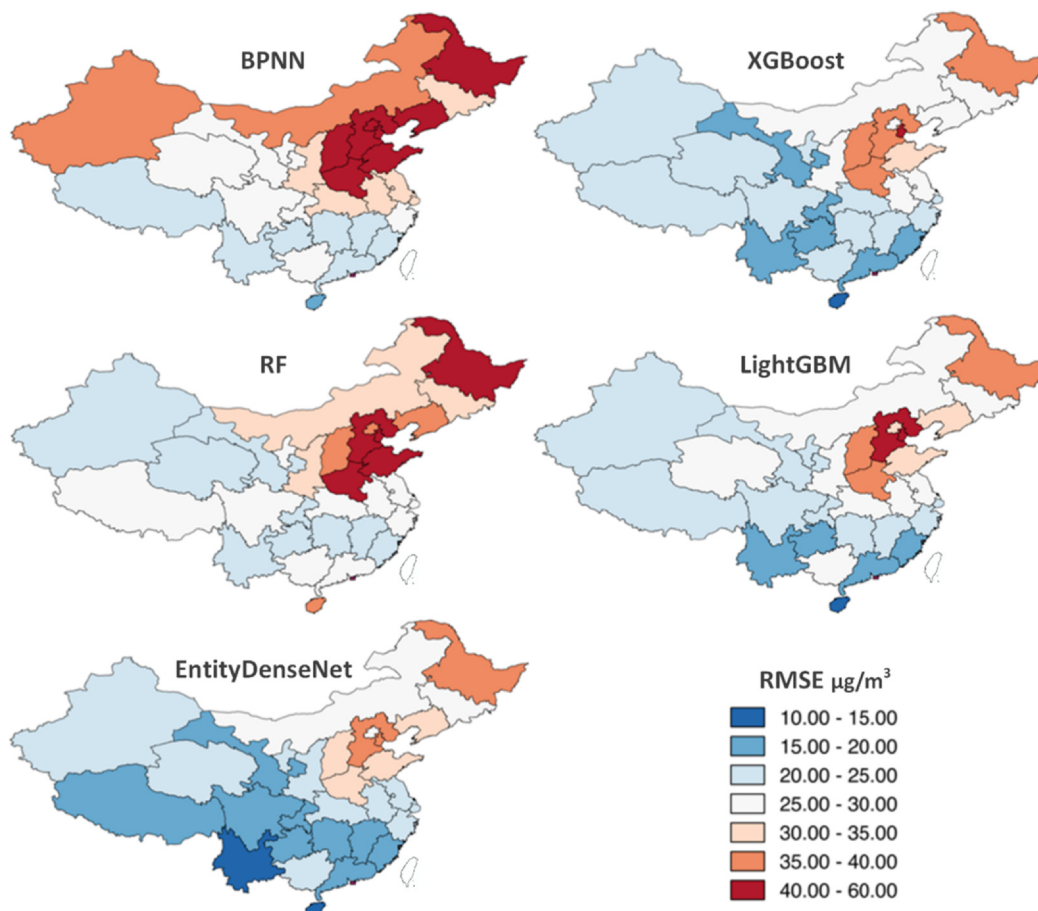 BPNN
XGBoost
RF
LightGBM
EntityDenseNet
RMSE μg/m³
10.00 - 15.00
15.00 - 20.00
20.00 - 25.00
25.00 - 30.00
30.00 - 35.00
35.00 - 40.00
40.00 - 60.00